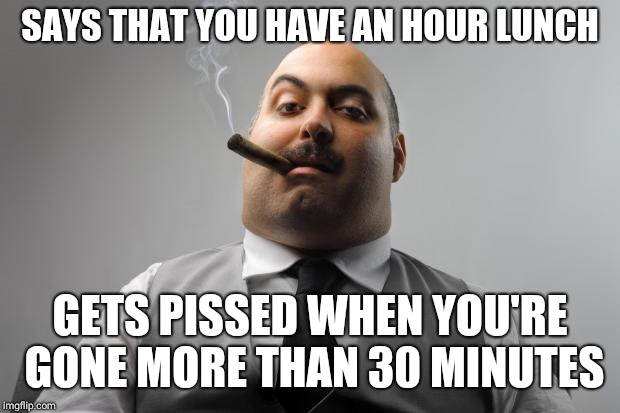 SAYS THAT YOU HAVE AN HOUR LUNCH
GETS PISSED WHEN YOU'RE
GONE MORE THAN 30 MINUTES
imgflip.com